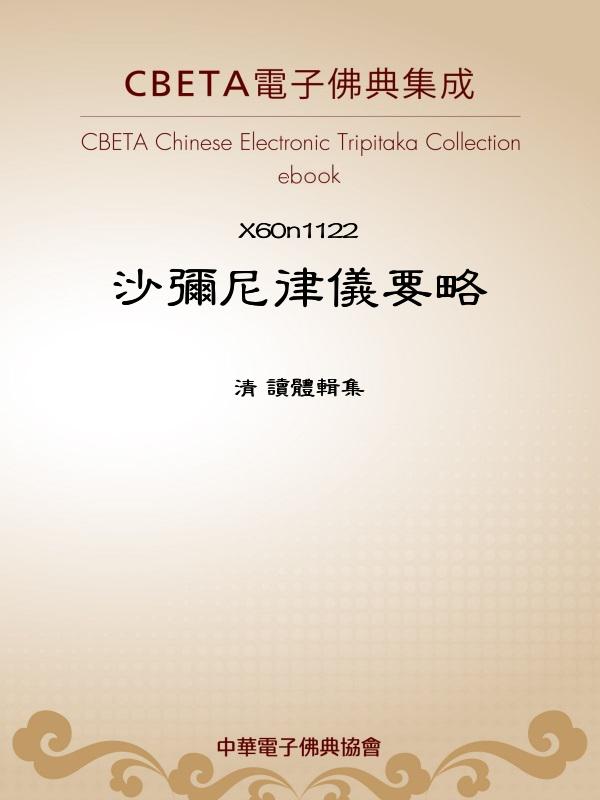 CBETA電子佛典集成
CBETA Chinese Electronic Tripitaka Collection
ebook
X60n1122
沙彌尼律儀要略
清 讀體輯集
中華電子佛典協會